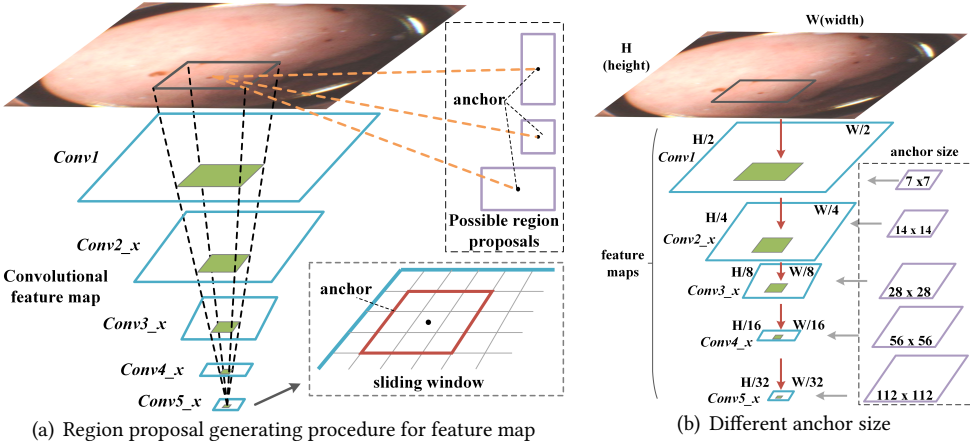 anchor
Possible region
proposals
Conv1
Conv2_x
Convolutional
feature map
Conv3_x
Conv4_x
Conv5_x
anchor
sliding window
(a) Region proposal generating procedure for feature map
W(width)
H
(height)
H/2
W/2
Conv1
anchor size
7 x7
H/4
W/4
14 x 14
Conv2_x
feature
maps
H/8
W/8
Conv3_x
28 x 28
H/16
W/16
Conv4_x
56 x 56
H/32
W/32
Conv5_x
112 x 112
(b) Different anchor size